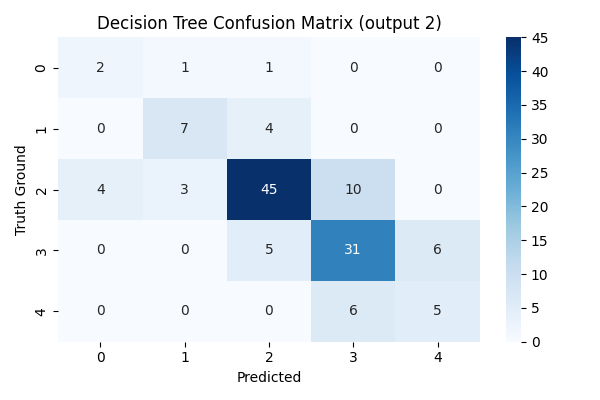 Decision Tree Confusion Matrix (output 2)
Truth Ground
0 2 1 1 0 0
1 0 7 4 0 0
2 4 3 45 10 0
3 0 0 5 31 6
4 0 0 0 6 5
0 1 2 3 4
Predicted
45
40
35
30
25
20
15
10
5
0